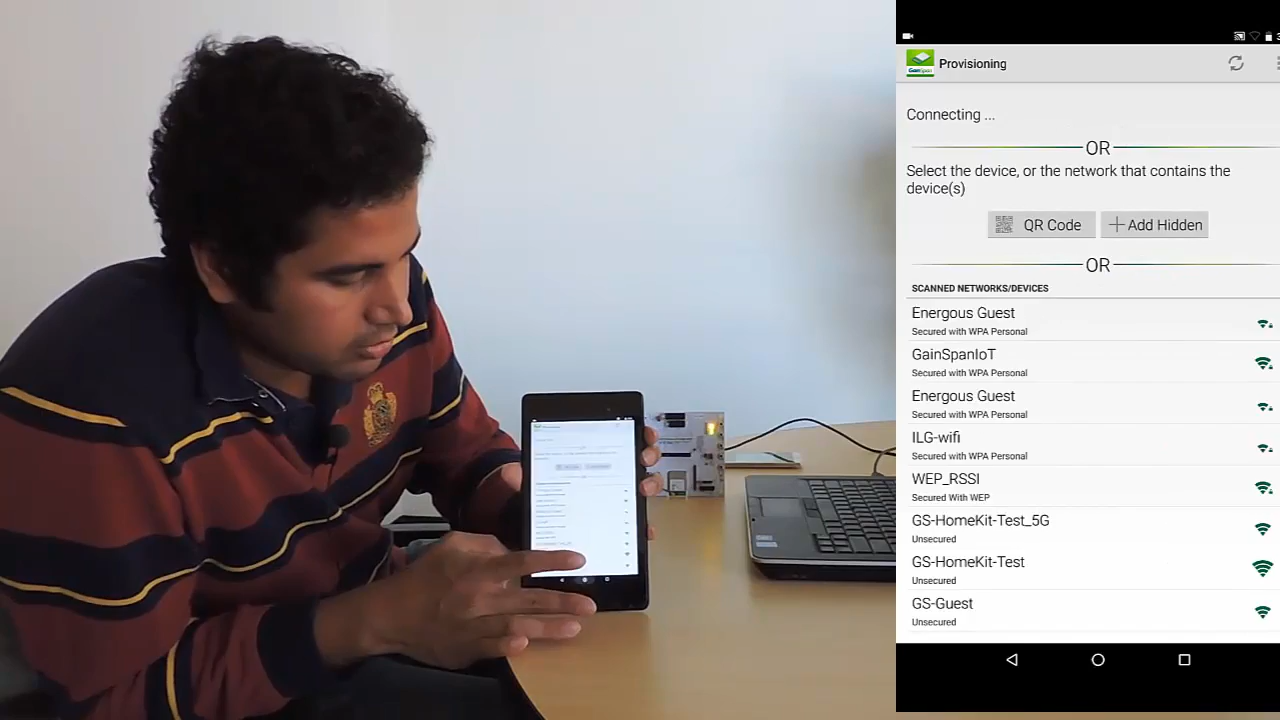 GainSpan
Provisioning
Connecting ...
OR
Select the device, or the network that contains the
device(s)
QR Code
Add Hidden
OR
SCANNED NETWORKS/DEVICES
Energous Guest
Secured with WPA Personal
GainSpanIoT
Secured with WPA Personal
Energous Guest
Secured with WPA Personal
ILG-wifi
Secured with WPA Personal
WEP_RSSI
Secured With WEP
GS-HomeKit-Test_5G
Unsecured
GS-HomeKit-Test
Unsecured
GS-Guest
Unsecured